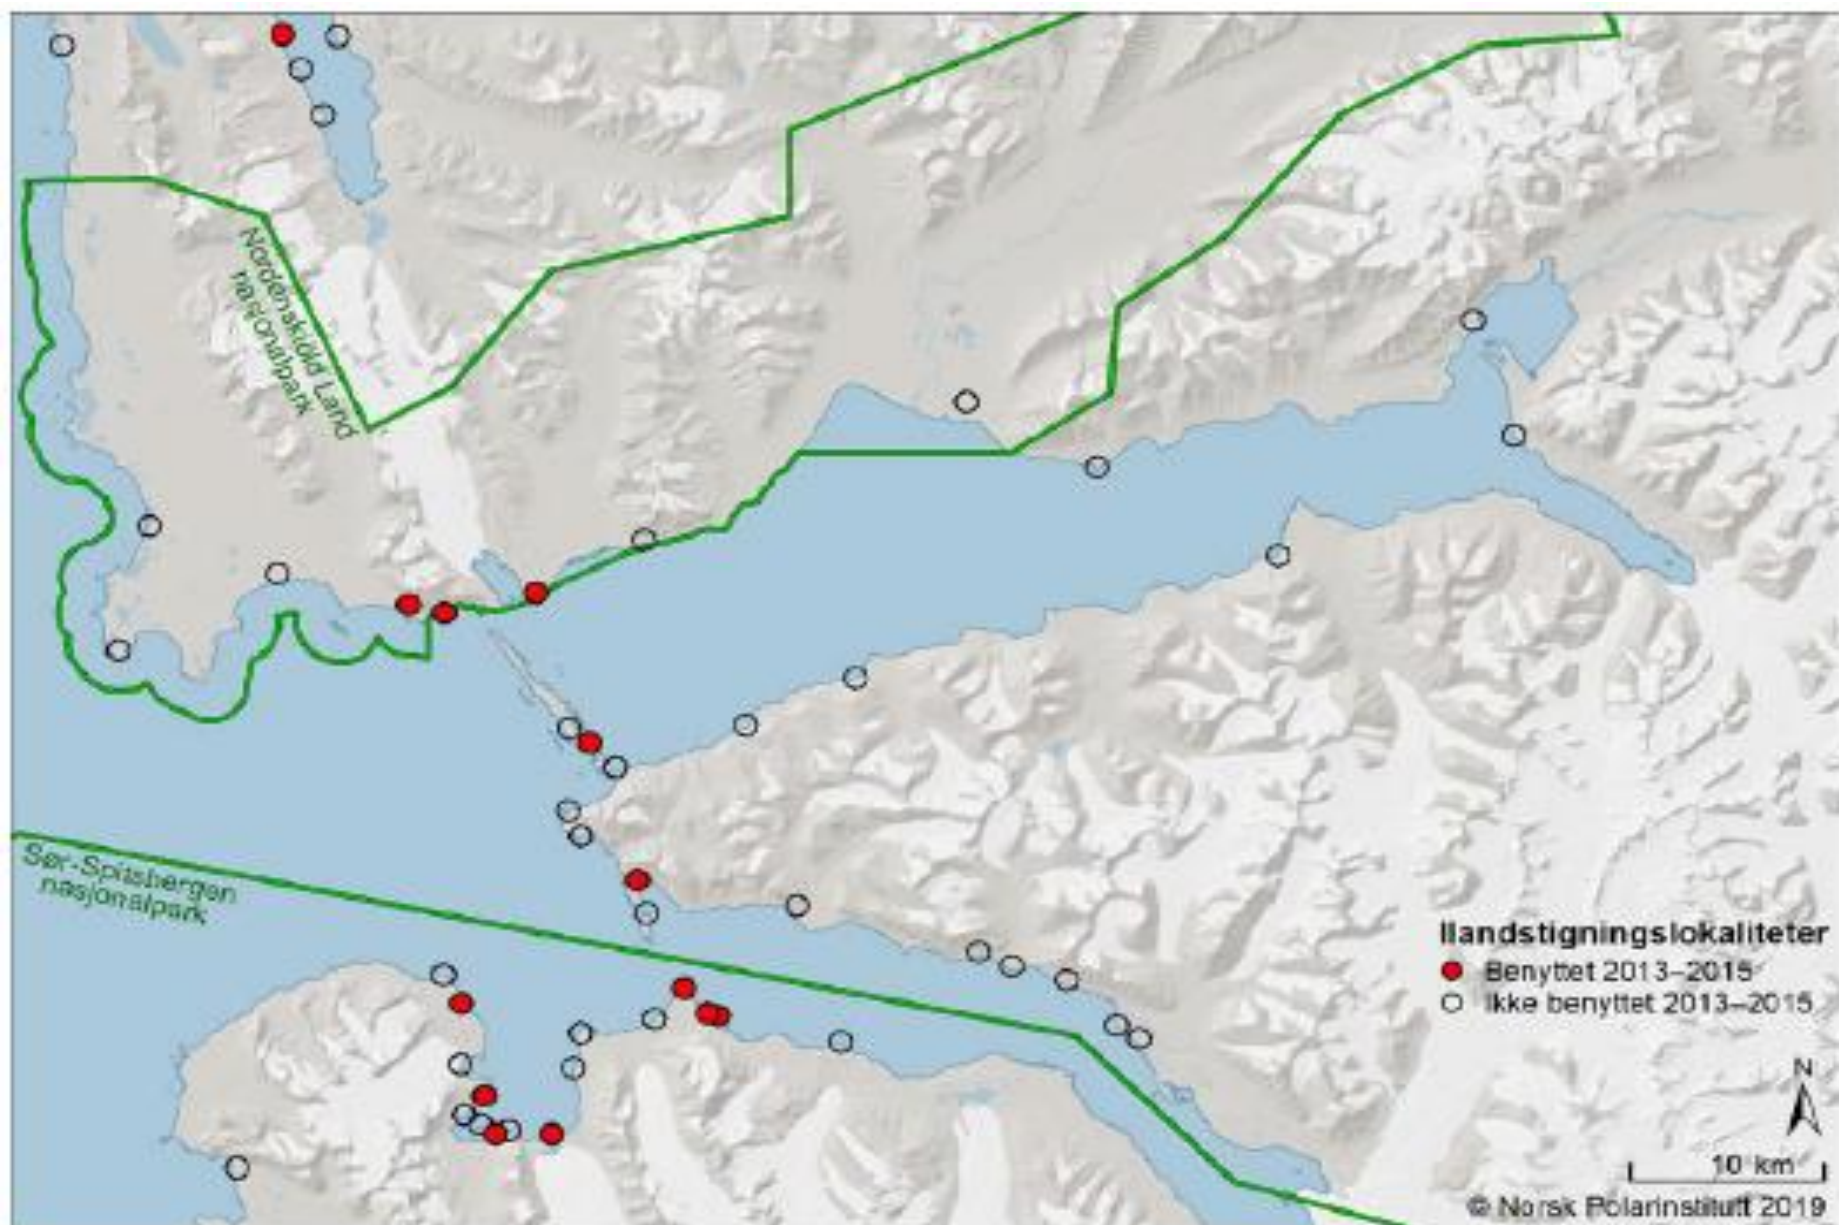 Nordenskiöld Land
nasjonalpark
Sør-Spitsbergen
nasjonalpark
Ilandstigningslokaliteter
Benyttet 2013–2015
Ikke benyttet 2013–2015
N
10 km
© Norsk Polarinstitutt 2019